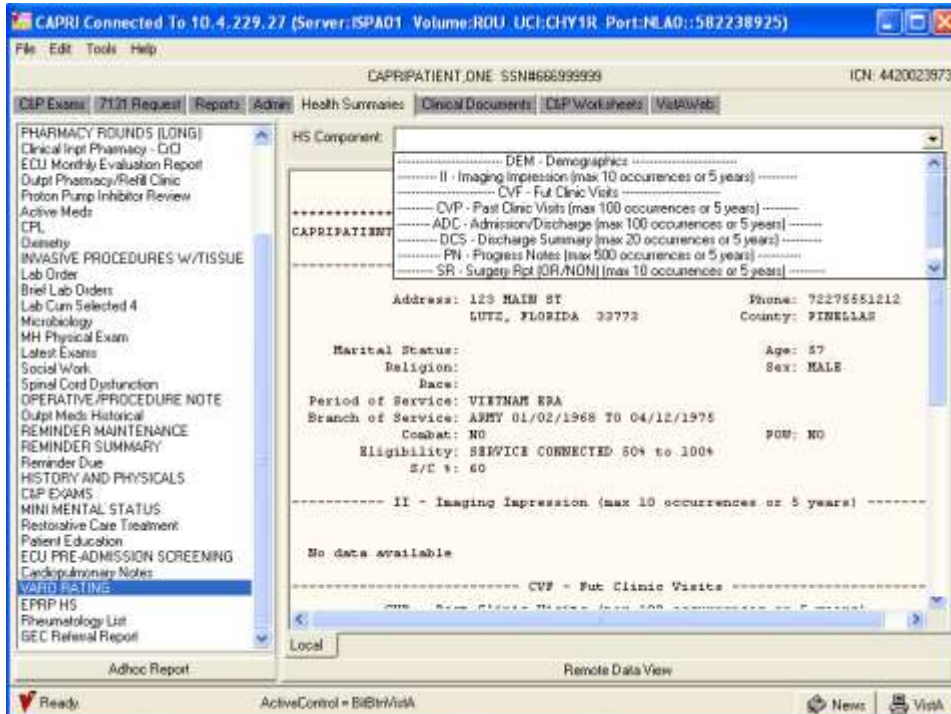 CAPRI Connected To 10.4.229.27 (Server:ISPA01 Volume:ROU UCI:CHY1R Port:NLA0::582238925)
File Edit Tools Help
CAPRIPATIENT,ONE SSN#666999999 ICN: 4420023973
C&P Exams 7131 Request Reports Admin Health Summaries Clinical Documents C&P Worksheets VistAWeb
PHARMACY ROUNDS (LONG)
Clinical Inpt Pharmacy - CrCl
ECU Monthly Evaluation Report
Outpt Pharmacy/Refill Clinic
Proton Pump Inhibitor Review
Active Meds
CPL
Oximetry
INVASIVE PROCEDURES W/TISSUE
Lab Order
Brief Lab Orders
Lab Cum Selected 4
Microbiology
MH Physical Exam
Latest Exams
Social Work
Spinal Cord Dysfunction
OPERATIVE/PROCEDURE NOTE
Outpt Meds Historical
REMINDER MAINTENANCE
REMINDER SUMMARY
Reminder Due
HISTORY AND PHYSICALS
C&P EXAMS
MINI MENTAL STATUS
Restorative Care Treatment
Patient Education
ECU PRE-ADMISSION SCREENING
Cardiopulmonary Notes
VARO RATING
EPRP HS
Rheumatology List
GEC Referral Report
Adhoc Report
HS Component:
DEM - Demographics
II - Imaging Impression (max 10 occurrences or 5 years)
CVF - Fut Clinic Visits
CVP - Past Clinic Visits (max 100 occurrences or 5 years)
ADC - Admission/Discharge (max 100 occurrences or 5 years)
DCS - Discharge Summary (max 20 occurrences or 5 years)
PN - Progress Notes (max 500 occurrences or 5 years)
SR - Surgery Rpt (OR/NON) (max 10 occurrences or 5 years)
CAPRIPATIENT
Address: 123 MAIN ST Phone: 72275551212
LUTZ, FLORIDA 33773 County: PINELLAS
Marital Status: Age: 57
Religion: Sex: MALE
Race:
Period of Service: VIETNAM ERA
Branch of Service: ARMY 01/02/1968 TO 04/12/1975
Combat: NO POW: NO
Eligibility: SERVICE CONNECTED 50% to 100%
S/C %: 60
II - Imaging Impression (max 10 occurrences or 5 years)
No data available
CVF - Fut Clinic Visits
CVP - Past Clinic Visits (max 100 occurrences or 5 years)
Local
Remote Data View
Ready. ActiveControl = BitBtnVistA News VistA